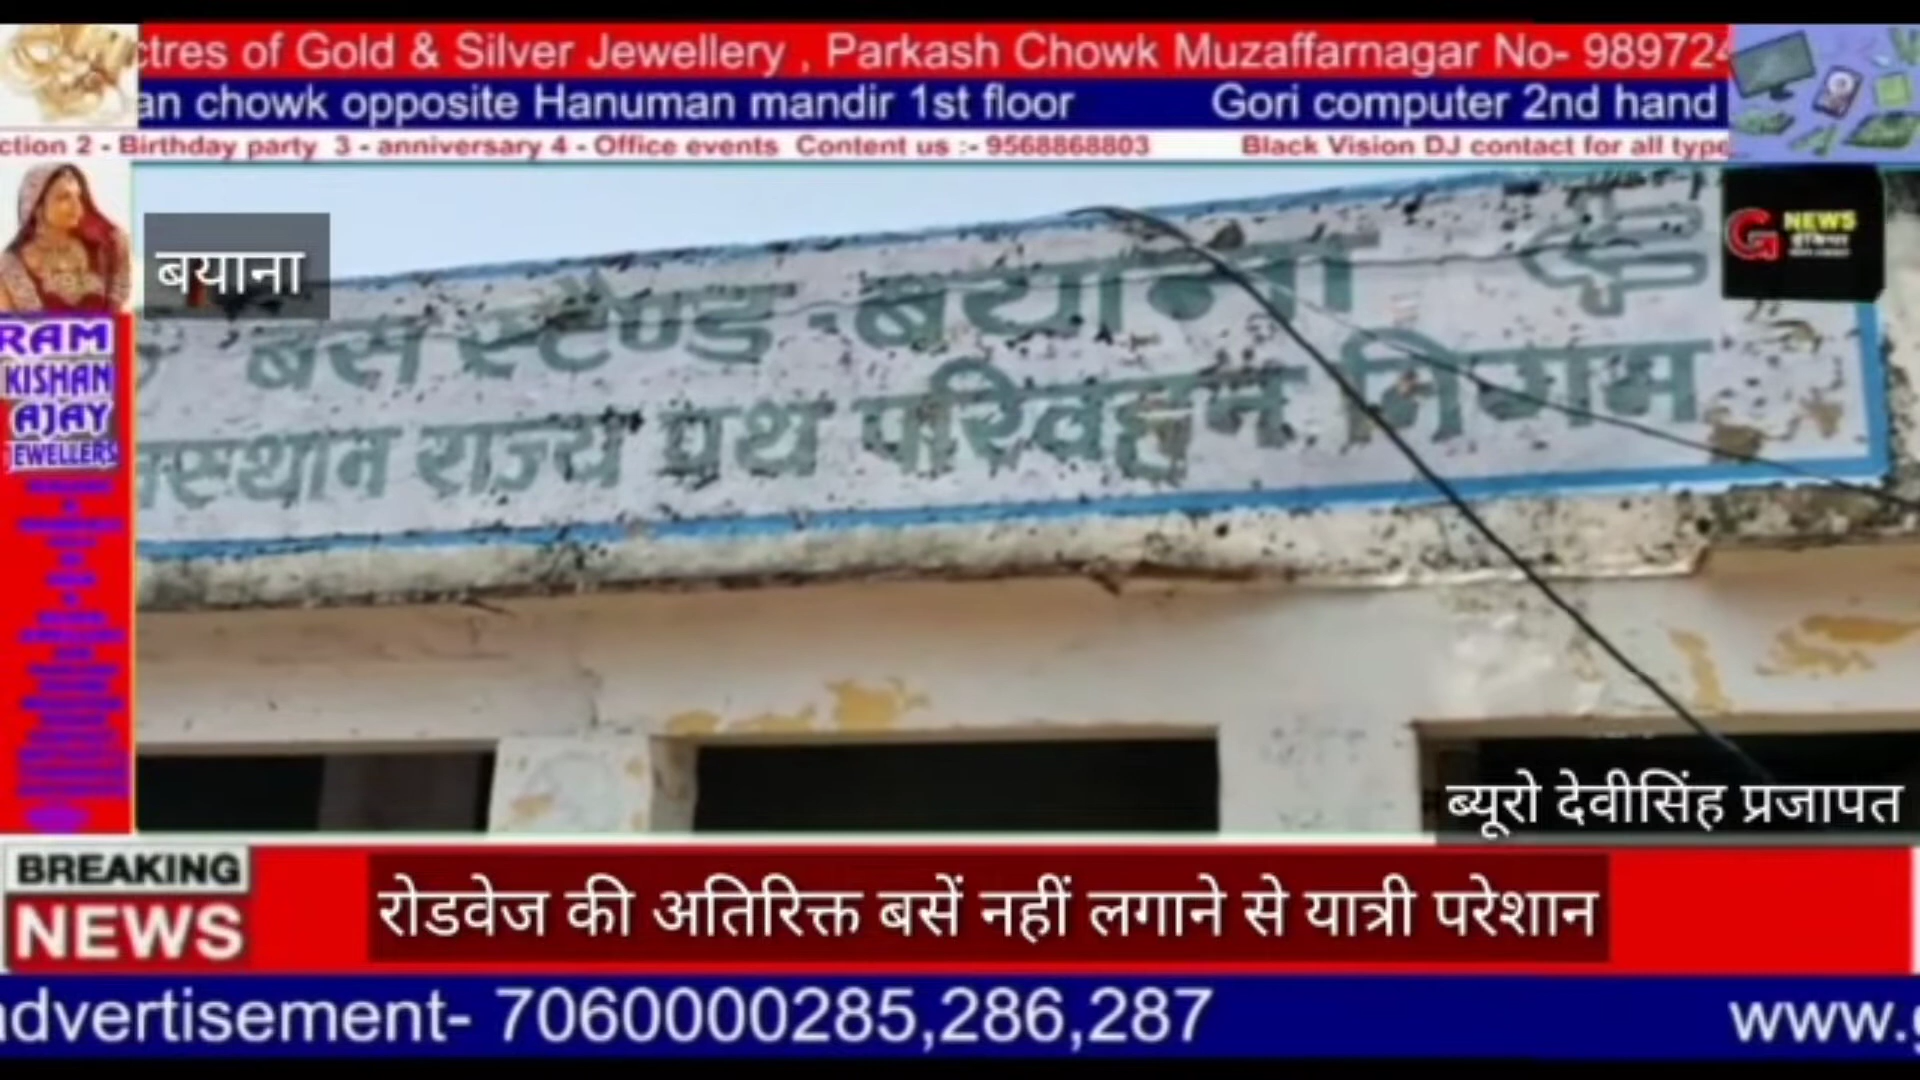 ctres of Gold & Silver Jewellery , Parkash Chowk Muzaffarnagar No- 98972
an chowk opposite Hanuman mandir 1st floor Gori computer 2nd hand
ction 2 - Birthday party 3 - anniversary 4 - Office events Content us :- 9568868803 Black Vision DJ contact for all type
NEWS
बयाना
बस स्टैण्ड - बयाना
स्थान राज्य पथ परिवहन निगम
RAM
KISHAN
AJAY
JEWELLERS
ब्यूरो देवीसिंह प्रजापत
BREAKING
NEWS
रोडवेज की अतिरिक्त बसें नहीं लगाने से यात्री परेशान
advertisement- 7060000285,286,287 www.